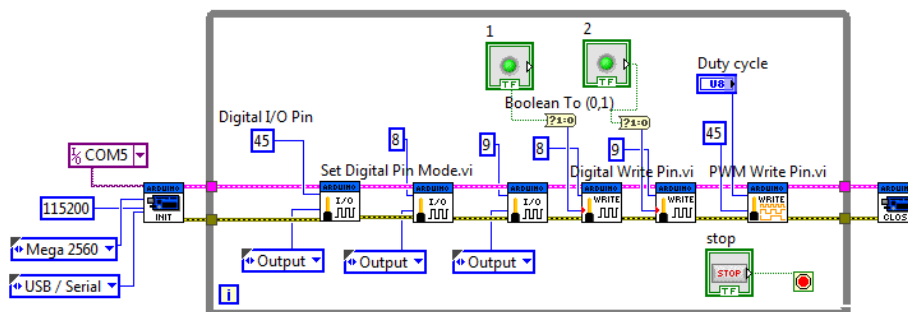 1
2
TF
TF
Duty cycle
U8
Digital I/O Pin
Boolean To (0,1)
?1:0
?1:0
45
8
9
8
9
45
I/O COM5
Set Digital Pin Mode.vi
Digital Write Pin.vi
PWM Write Pin.vi
ARDUINO
ARDUINO
ARDUINO
ARDUINO
ARDUINO
ARDUINO
ARDUINO
ARDUINO
INIT
I/O
I/O
I/O
WRITE
WRITE
WRITE
CLOS
115200
Mega 2560
Output
Output
Output
stop
STOP
TF
USB / Serial
i